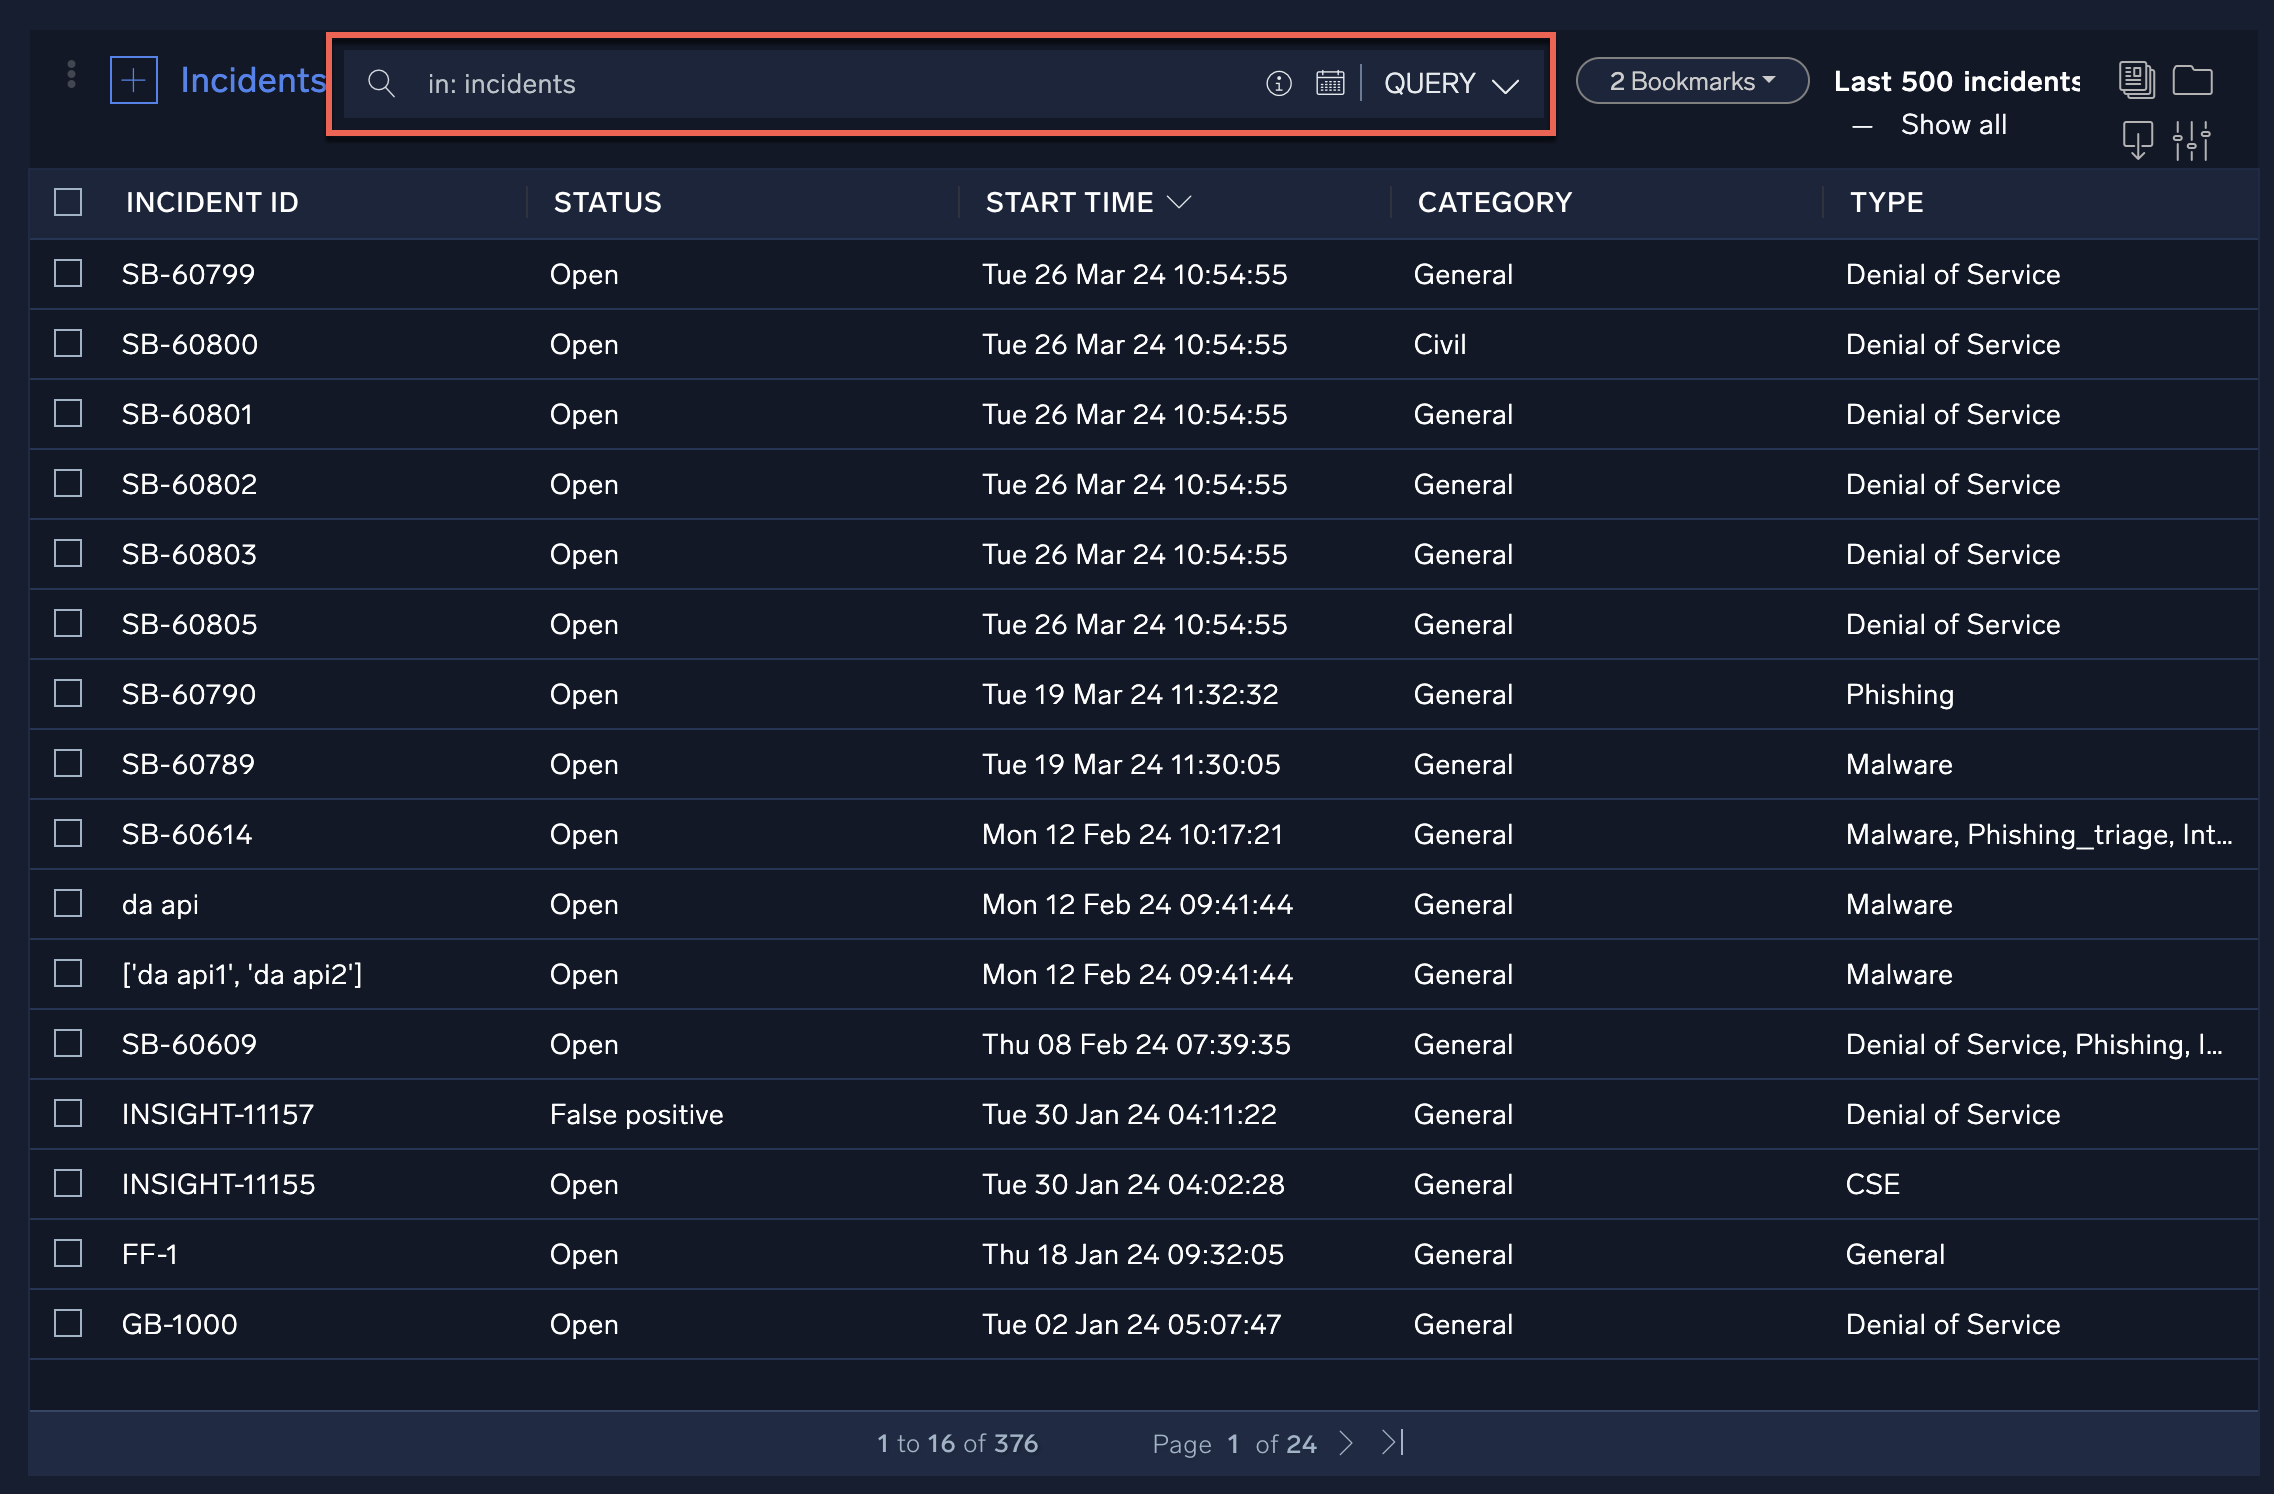 Incidents
in: incidents
QUERY
2 Bookmarks
Last 500 incidents
— Show all
INCIDENT ID STATUS START TIME CATEGORY TYPE
SB-60799 Open Tue 26 Mar 24 10:54:55 General Denial of Service
SB-60800 Open Tue 26 Mar 24 10:54:55 Civil Denial of Service
SB-60801 Open Tue 26 Mar 24 10:54:55 General Denial of Service
SB-60802 Open Tue 26 Mar 24 10:54:55 General Denial of Service
SB-60803 Open Tue 26 Mar 24 10:54:55 General Denial of Service
SB-60805 Open Tue 26 Mar 24 10:54:55 General Denial of Service
SB-60790 Open Tue 19 Mar 24 11:32:32 General Phishing
SB-60789 Open Tue 19 Mar 24 11:30:05 General Malware
SB-60614 Open Mon 12 Feb 24 10:17:21 General Malware, Phishing_triage, Int...
da api Open Mon 12 Feb 24 09:41:44 General Malware
['da api1', 'da api2'] Open Mon 12 Feb 24 09:41:44 General Malware
SB-60609 Open Thu 08 Feb 24 07:39:35 General Denial of Service, Phishing, I...
INSIGHT-11157 False positive Tue 30 Jan 24 04:11:22 General Denial of Service
INSIGHT-11155 Open Tue 30 Jan 24 04:02:28 General CSE
FF-1 Open Thu 18 Jan 24 09:32:05 General General
GB-1000 Open Tue 02 Jan 24 05:07:47 General Denial of Service
1 to 16 of 376 Page 1 of 24